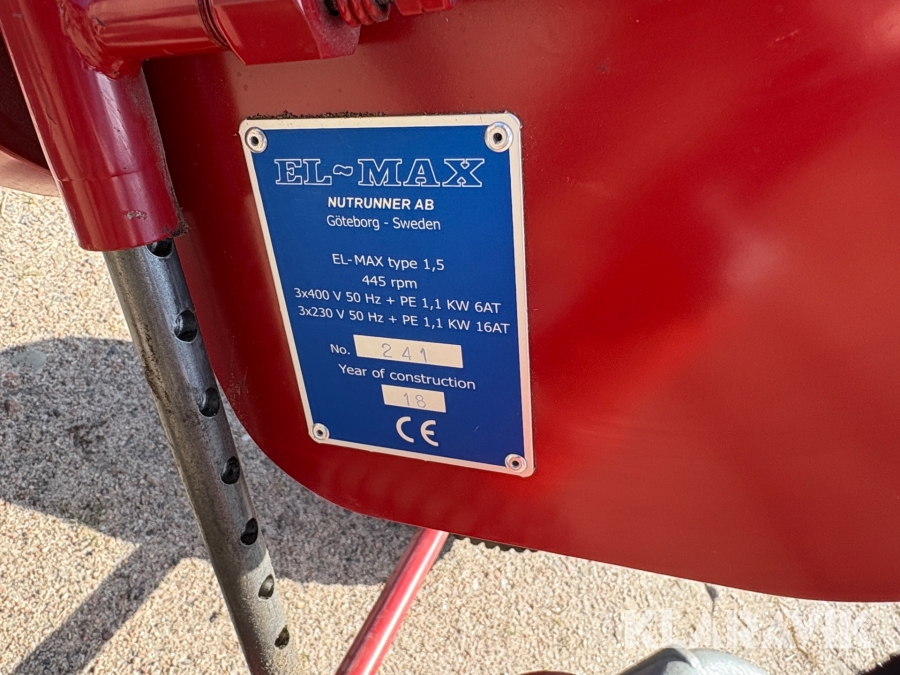 EL~MAX
NUTRUNNER AB
Göteborg - Sweden
EL-MAX type 1,5
445 rpm
3x400 V 50 Hz + PE 1,1 KW 6AT
3x230 V 50 Hz + PE 1,1 KW 16AT
No. 241
Year of construction
18
CE
KLARAVIK